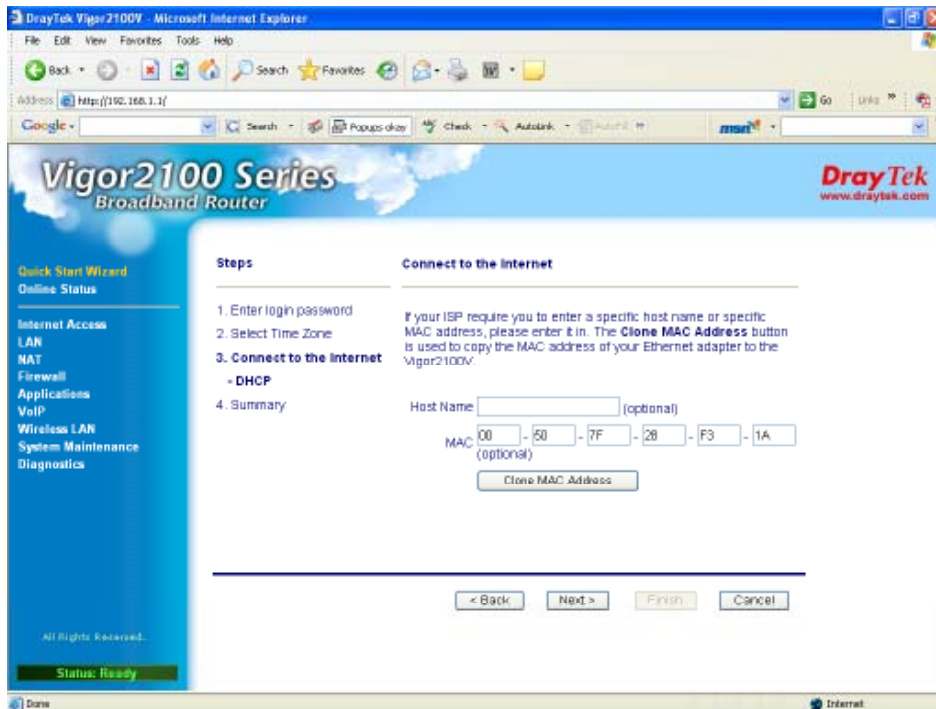 DrayTek Vigor2100V - Microsoft Internet Explorer
File Edit View Favorites Tools Help
Back Search Favorites
Address http://192.168.1.1/ Go Links »
Google Search Popups okay Check AutoLink AutoFill » msn
Vigor2100 Series
Broadband Router
DrayTek
www.draytek.com
Quick Start Wizard
Online Status
Internet Access
LAN
NAT
Firewall
Applications
VoIP
Wireless LAN
System Maintenance
Diagnostics
All Rights Reserved.
Status: Ready
Steps
1. Enter login password
2. Select Time Zone
3. Connect to the Internet
- DHCP
4. Summary
Connect to the Internet
If your ISP require you to enter a specific host name or specific
MAC address, please enter it in. The Clone MAC Address button
is used to copy the MAC address of your Ethernet adapter to the
Vigor2100V.
Host Name (optional)
MAC 00 - 50 - 7F - 28 - F3 - 1A
(optional)
Clone MAC Address
< Back Next > Finish Cancel
Done Internet